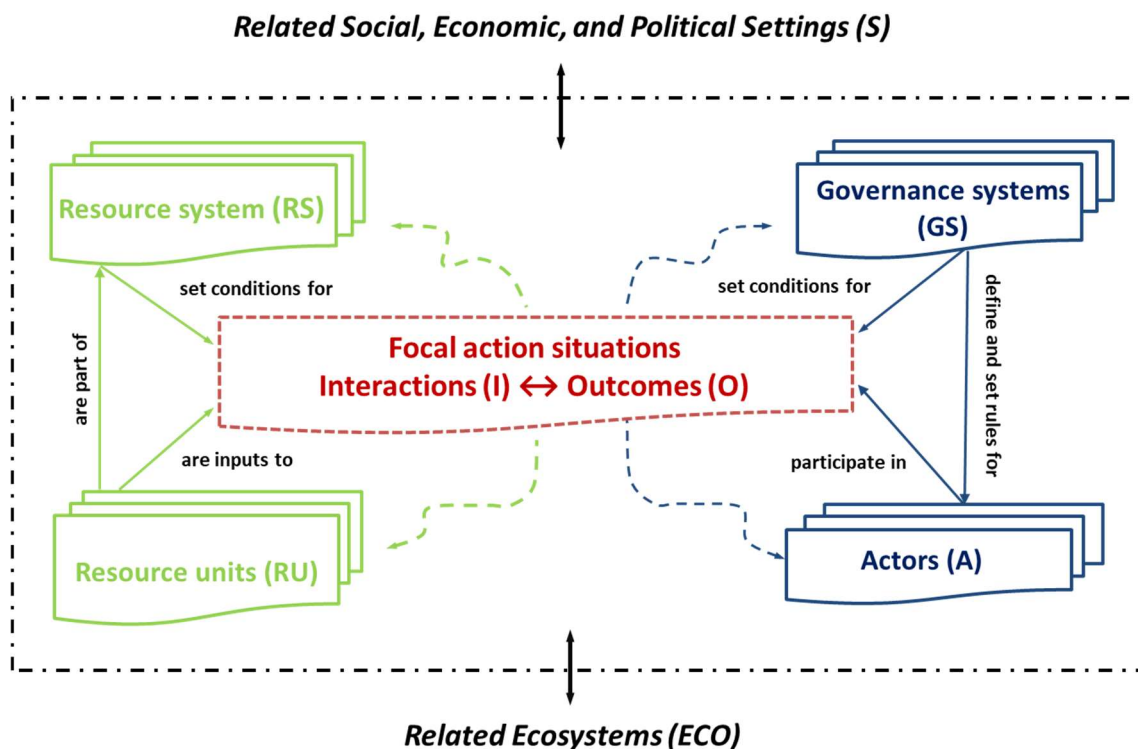 Related Social, Economic, and Political Settings (S)
Resource system (RS)
Governance systems
(GS)
set conditions for
set conditions for
are part of
define and set rules for
Focal action situations
Interactions (I) ↔ Outcomes (O)
are inputs to
participate in
Resource units (RU)
Actors (A)
Related Ecosystems (ECO)